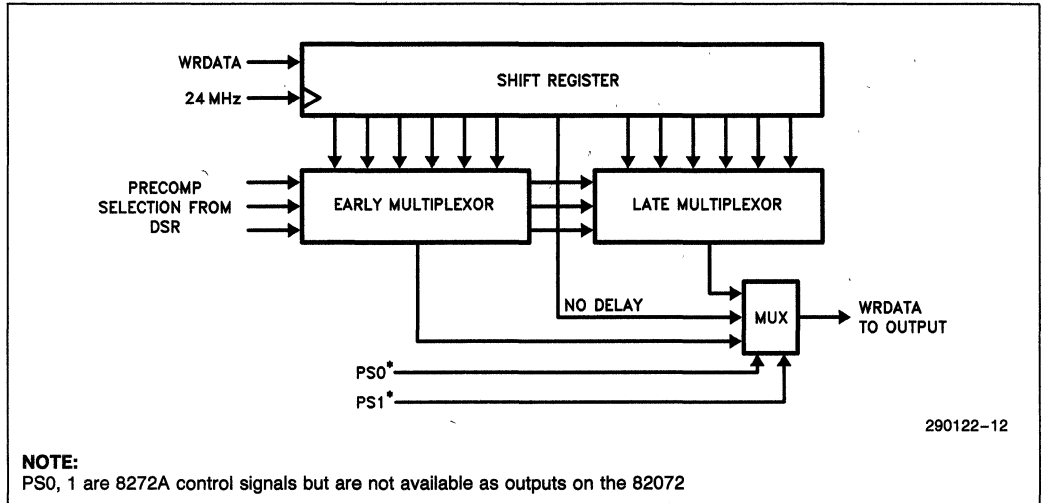 WRDATA
SHIFT REGISTER
24 MHz
PRECOMP
SELECTION FROM
DSR
EARLY MULTIPLEXOR
LATE MULTIPLEXOR
NO DELAY
MUX
WRDATA
TO OUTPUT
PS0*
PS1*
290122–12
NOTE:
PS0, 1 are 8272A control signals but are not available as outputs on the 82072